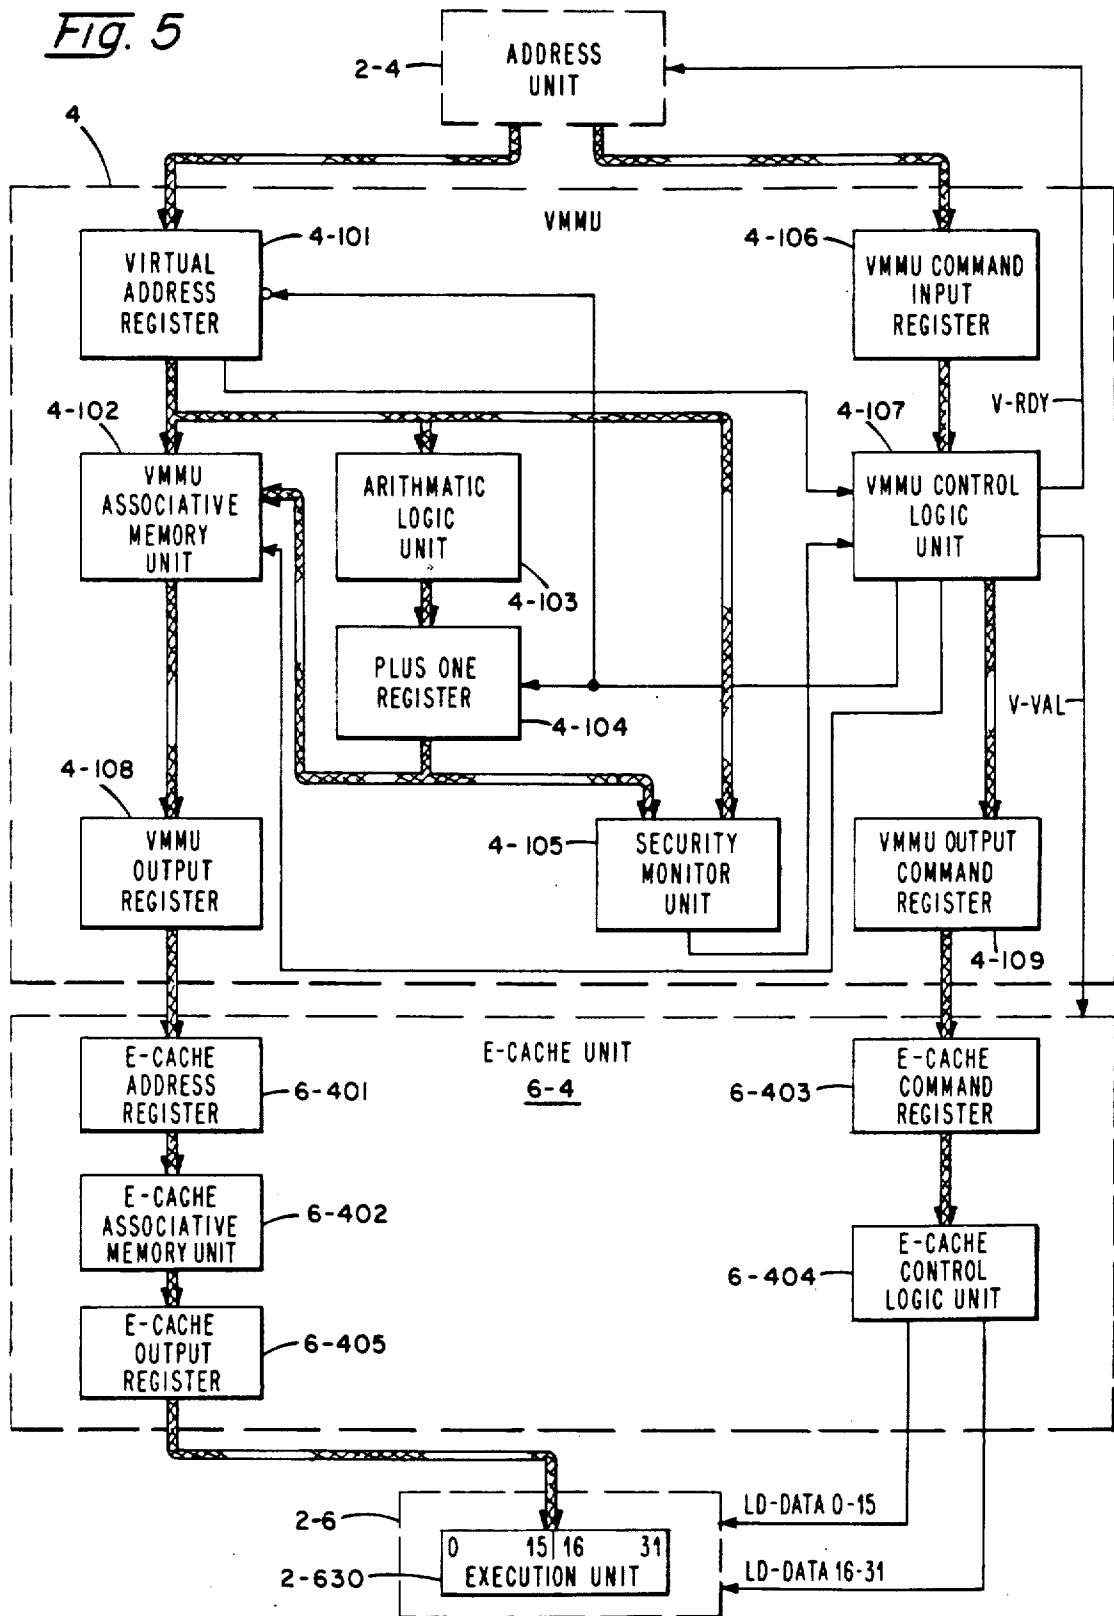 Fig. 5
2-4
ADDRESS
UNIT
4
VMMU
4-101
VIRTUAL
ADDRESS
REGISTER
4-106
VMMU COMMAND
INPUT
REGISTER
4-102
VMMU
ASSOCIATIVE
MEMORY
UNIT
ARITHMATIC
LOGIC
UNIT
4-103
4-107
VMMU CONTROL
LOGIC
UNIT
V-RDY
PLUS ONE
REGISTER
4-104
V-VAL
4-108
VMMU
OUTPUT
REGISTER
4-105
SECURITY
MONITOR
UNIT
VMMU OUTPUT
COMMAND
REGISTER
4-109
E-CACHE UNIT
6-4
E-CACHE
ADDRESS
REGISTER
6-401
6-403
E-CACHE
COMMAND
REGISTER
E-CACHE
ASSOCIATIVE
MEMORY UNIT
6-402
6-404
E-CACHE
CONTROL
LOGIC UNIT
E-CACHE
OUTPUT
REGISTER
6-405
2-6
LD-DATA 0-15
0 15 16 31
EXECUTION UNIT
2-630
LD-DATA 16-31